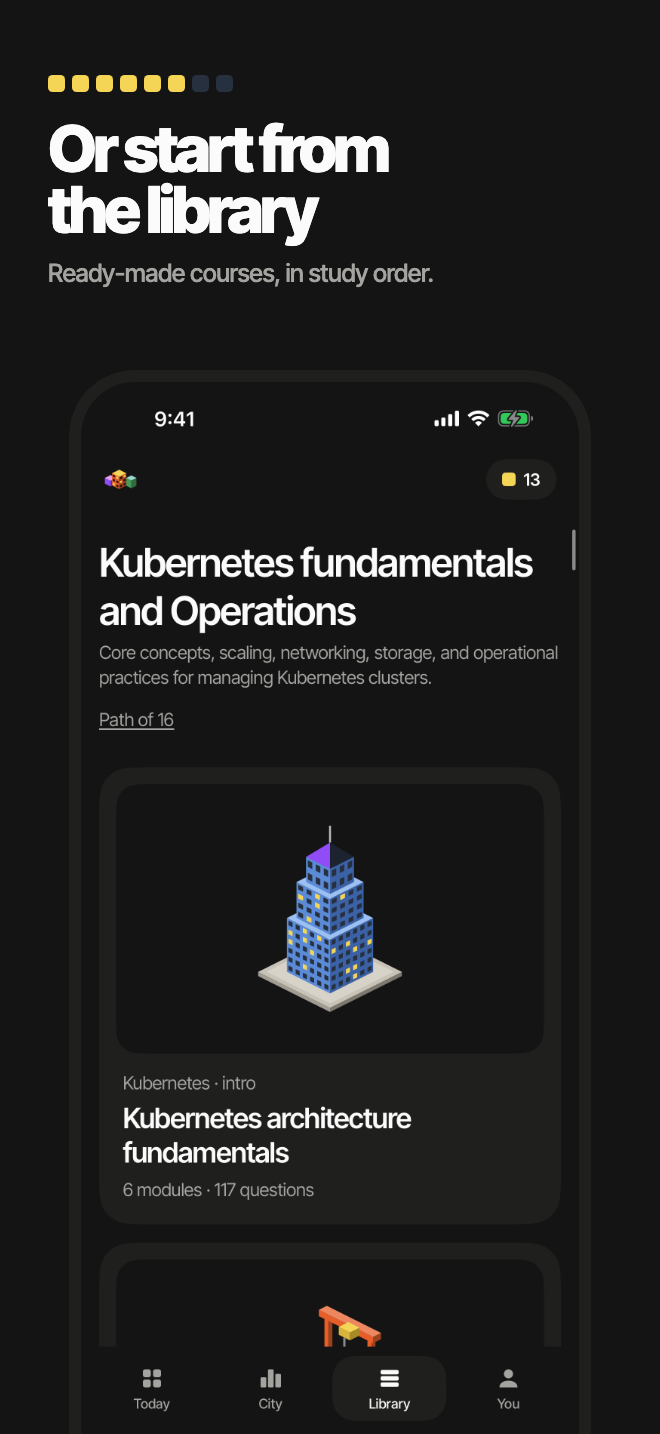 Or start from
the library
Ready-made courses, in study order.
9:41
13
Kubernetes fundamentals
and Operations
Core concepts, scaling, networking, storage, and operational
practices for managing Kubernetes clusters.
Path of 16
Kubernetes · intro
Kubernetes architecture
fundamentals
6 modules · 117 questions
Today
City
Library
You